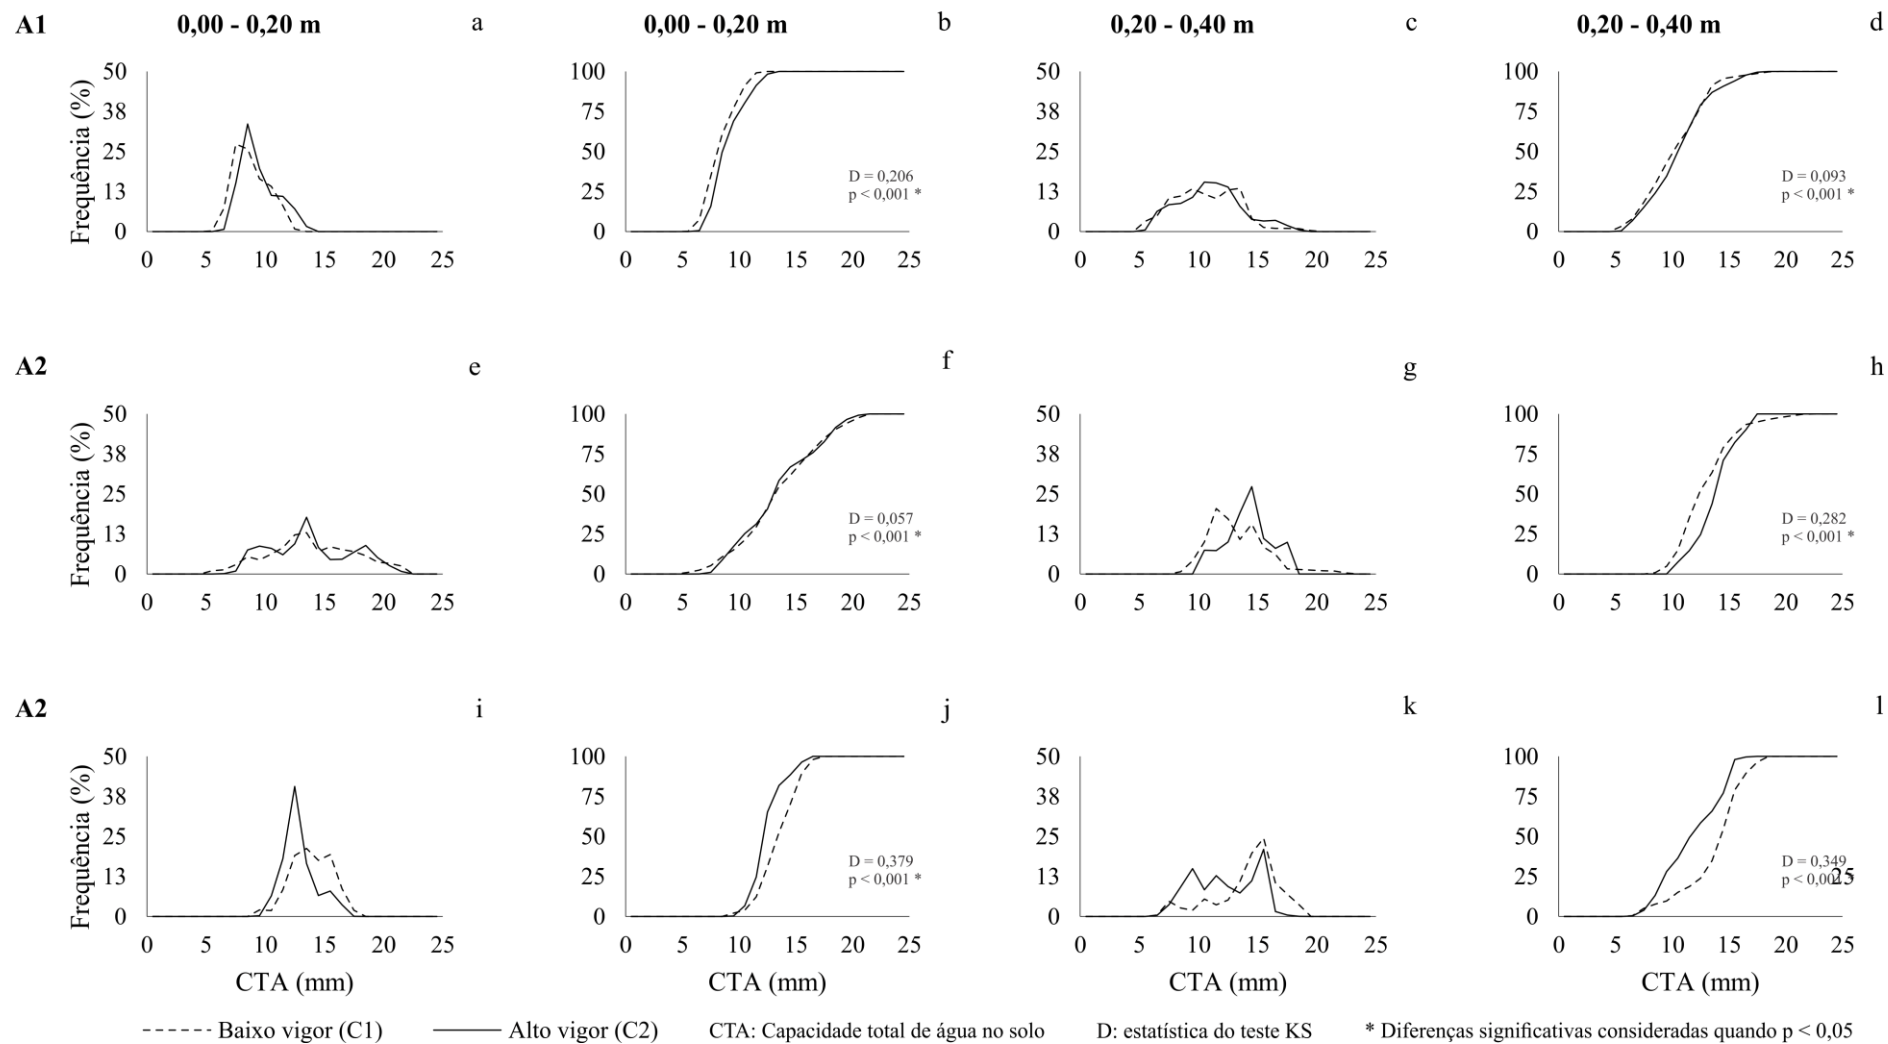 A1 0,00 - 0,20 m a 0,00 - 0,20 m b 0,20 - 0,40 m c 0,20 - 0,40 m d
Frequência (%)
50 38 25 13 0
0 5 10 15 20 25
100 75 50 25 0
D = 0,206
p < 0,001 *
0 5 10 15 20 25
50 38 25 13 0
0 5 10 15 20 25
100 75 50 25 0
D = 0,093
p < 0,001 *
0 5 10 15 20 25
A2 e f g h
Frequência (%)
50 38 25 13 0
0 5 10 15 20 25
100 75 50 25 0
D = 0,057
p < 0,001 *
0 5 10 15 20 25
50 38 25 13 0
0 5 10 15 20 25
100 75 50 25 0
D = 0,282
p < 0,001 *
0 5 10 15 20 25
A2 i j k l
Frequência (%)
50 38 25 13 0
0 5 10 15 20 25
CTA (mm)
100 75 50 25 0
D = 0,379
p < 0,001 *
0 5 10 15 20 25
50 38 25 13 0
0 5 10 15 20 25
CTA (mm)
100 75 50 25 0
D = 0,349
p < 0,001 *
25
0 5 10 15 20 25
Baixo vigor (C1) Alto vigor (C2) CTA: Capacidade total de água no solo D: estatística do teste KS * Diferenças significativas consideradas quando p < 0,05